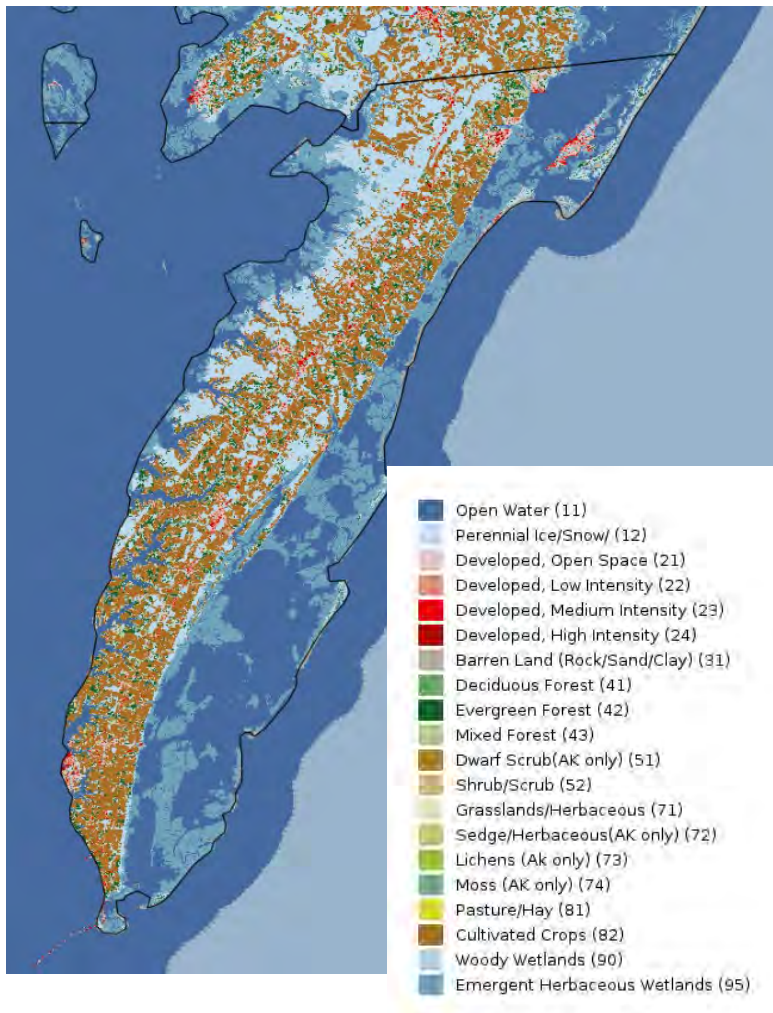 Open Water (11)
Perennial Ice/Snow/ (12)
Developed, Open Space (21)
Developed, Low Intensity (22)
Developed, Medium Intensity (23)
Developed, High Intensity (24)
Barren Land (Rock/Sand/Clay) (31)
Deciduous Forest (41)
Evergreen Forest (42)
Mixed Forest (43)
Dwarf Scrub(AK only) (51)
Shrub/Scrub (52)
Grasslands/Herbaceous (71)
Sedge/Herbaceous(AK only) (72)
Lichens (Ak only) (73)
Moss (AK only) (74)
Pasture/Hay (81)
Cultivated Crops (82)
Woody Wetlands (90)
Emergent Herbaceous Wetlands (95)